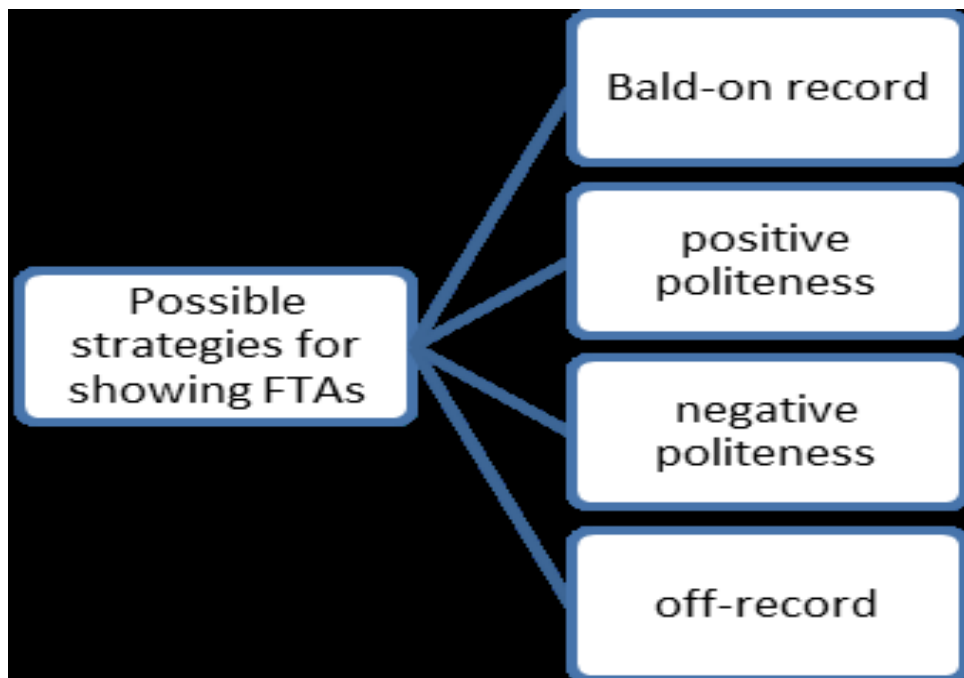 Bald-on record
positive
politeness
Possible
strategies for
showing FTAs
negative
politeness
off-record